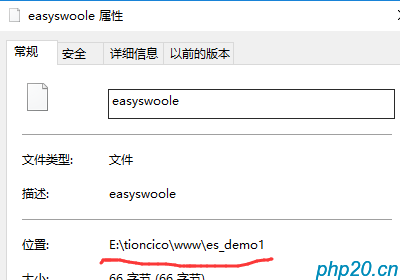 easyswoole 属性
常规 安全 详细信息 以前的版本
easyswoole
文件类型: 文件
描述: easyswoole
位置: E:\tioncico\www\es_demo1
大小: 66 字节 (66 字节)
php20.cn